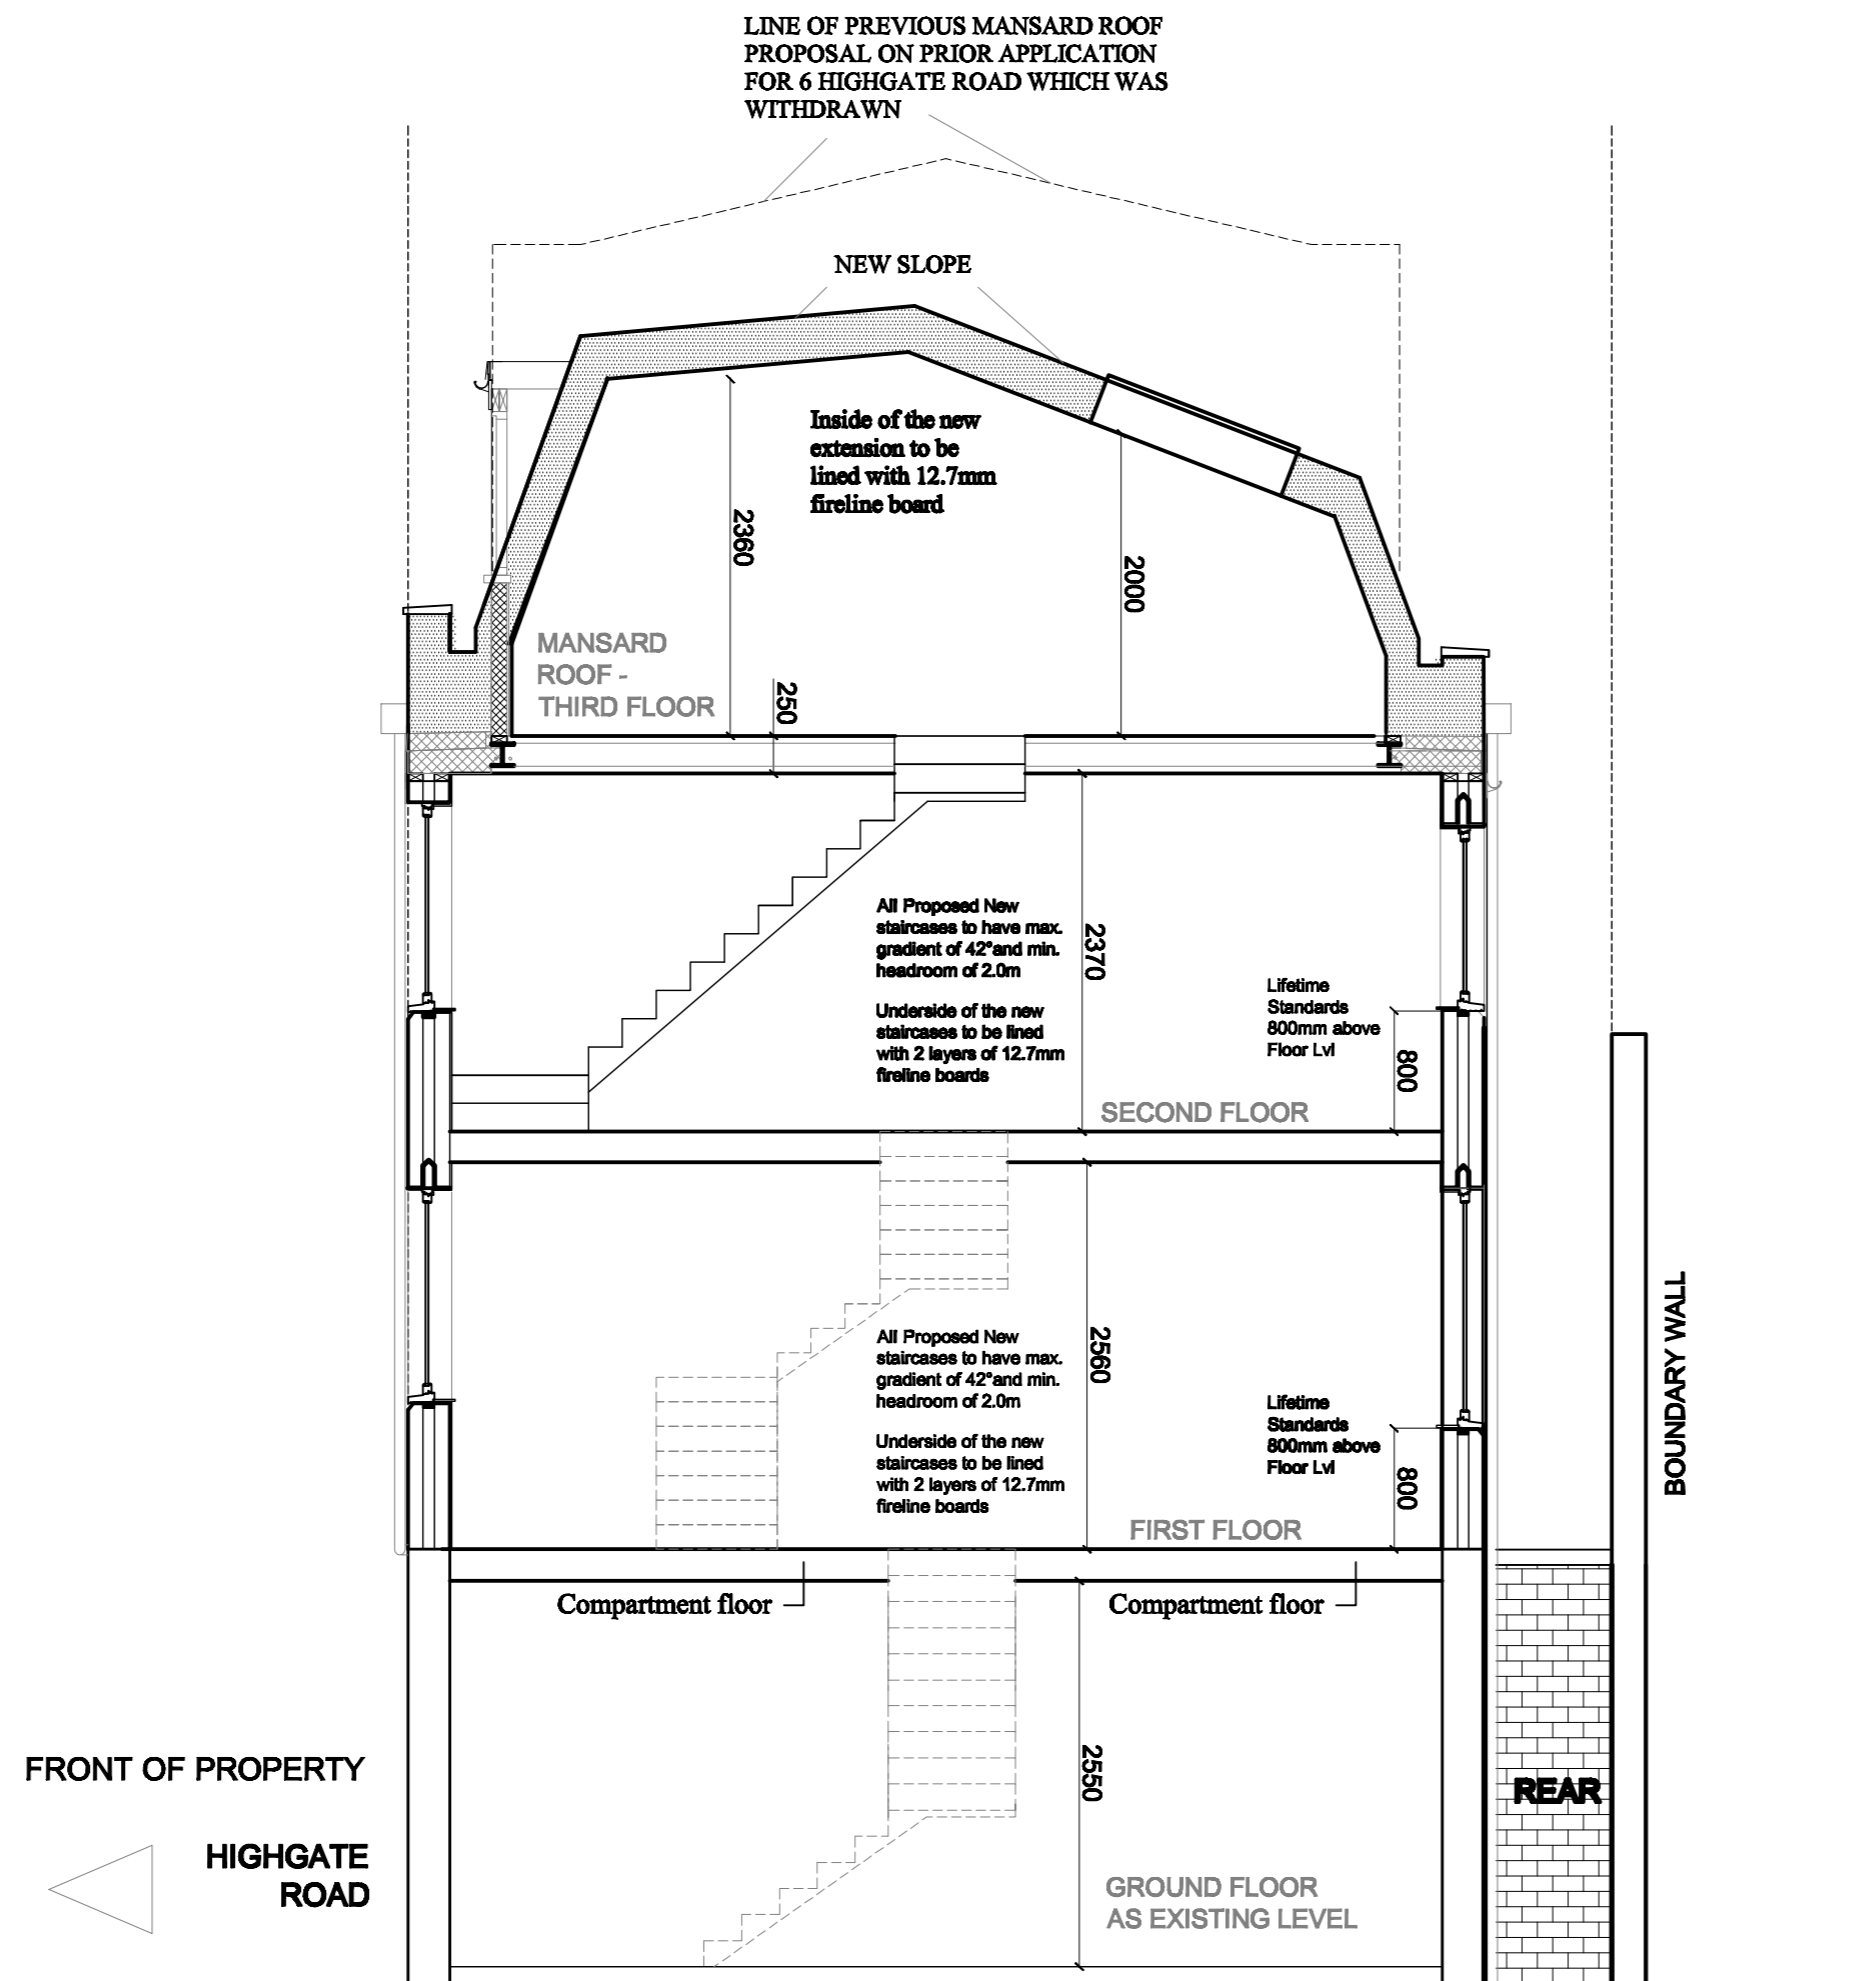 LINE OF PREVIOUS MANSARD ROOF
PROPOSAL ON PRIOR APPLICATION
FOR 6 HIGHGATE ROAD WHICH WAS
WITHDRAWN
NEW SLOPE
Inside of the new
extension to be
lined with 12.7mm
fireline board
2360
2000
MANSARD
ROOF -
THIRD FLOOR
250
All Proposed New
staircases to have max.
gradient of 42°and min.
headroom of 2.0m
Underside of the new
staircases to be lined
with 2 layers of 12.7mm
fireline boards
2370
Lifetime
Standards
800mm above
Floor Lvl
800
SECOND FLOOR
All Proposed New
staircases to have max.
gradient of 42°and min.
headroom of 2.0m
Underside of the new
staircases to be lined
with 2 layers of 12.7mm
fireline boards
2560
Lifetime
Standards
800mm above
Floor Lvl
800
FIRST FLOOR
BOUNDARY WALL
Compartment floor
Compartment floor
2550
FRONT OF PROPERTY
HIGHGATE
ROAD
REAR
GROUND FLOOR
AS EXISTING LEVEL